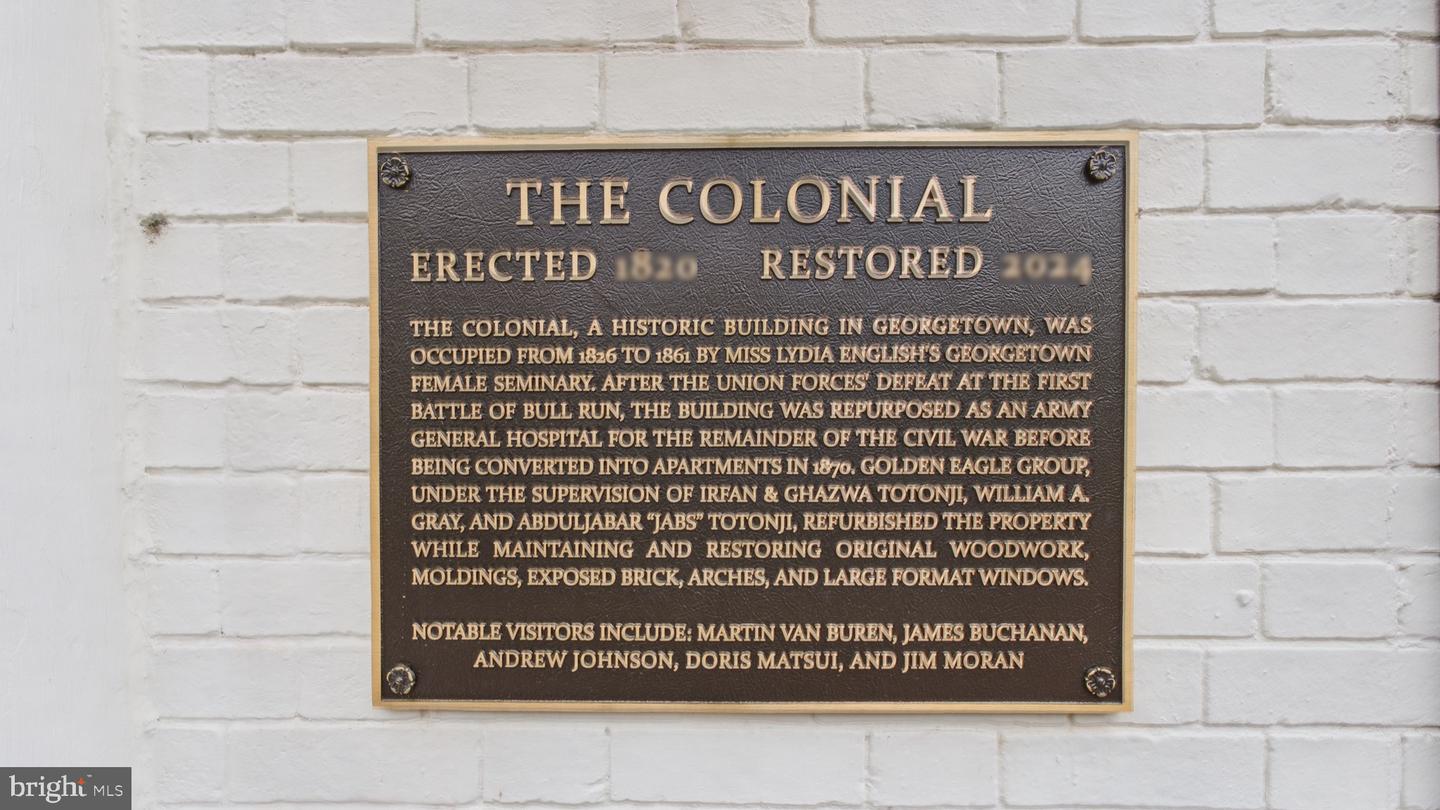 THE COLONIAL
ERECTED 1820 RESTORED 2024
THE COLONIAL, A HISTORIC BUILDING IN GEORGETOWN, WAS
OCCUPIED FROM 1826 TO 1861 BY MISS LYDIA ENGLISH'S GEORGETOWN
FEMALE SEMINARY. AFTER THE UNION FORCES' DEFEAT AT THE FIRST
BATTLE OF BULL RUN, THE BUILDING WAS REPURPOSED AS AN ARMY
GENERAL HOSPITAL FOR THE REMAINDER OF THE CIVIL WAR BEFORE
BEING CONVERTED INTO APARTMENTS IN 1870. GOLDEN EAGLE GROUP,
UNDER THE SUPERVISION OF IRFAN & GHAZWA TOTONJI, WILLIAM A.
GRAY, AND ABDULJABAR "JABS" TOTONJI, REFURBISHED THE PROPERTY
WHILE MAINTAINING AND RESTORING ORIGINAL WOODWORK,
MOLDINGS, EXPOSED BRICK, ARCHES, AND LARGE FORMAT WINDOWS.
NOTABLE VISITORS INCLUDE: MARTIN VAN BUREN, JAMES BUCHANAN,
ANDREW JOHNSON, DORIS MATSUI, AND JIM MORAN
bright MLS